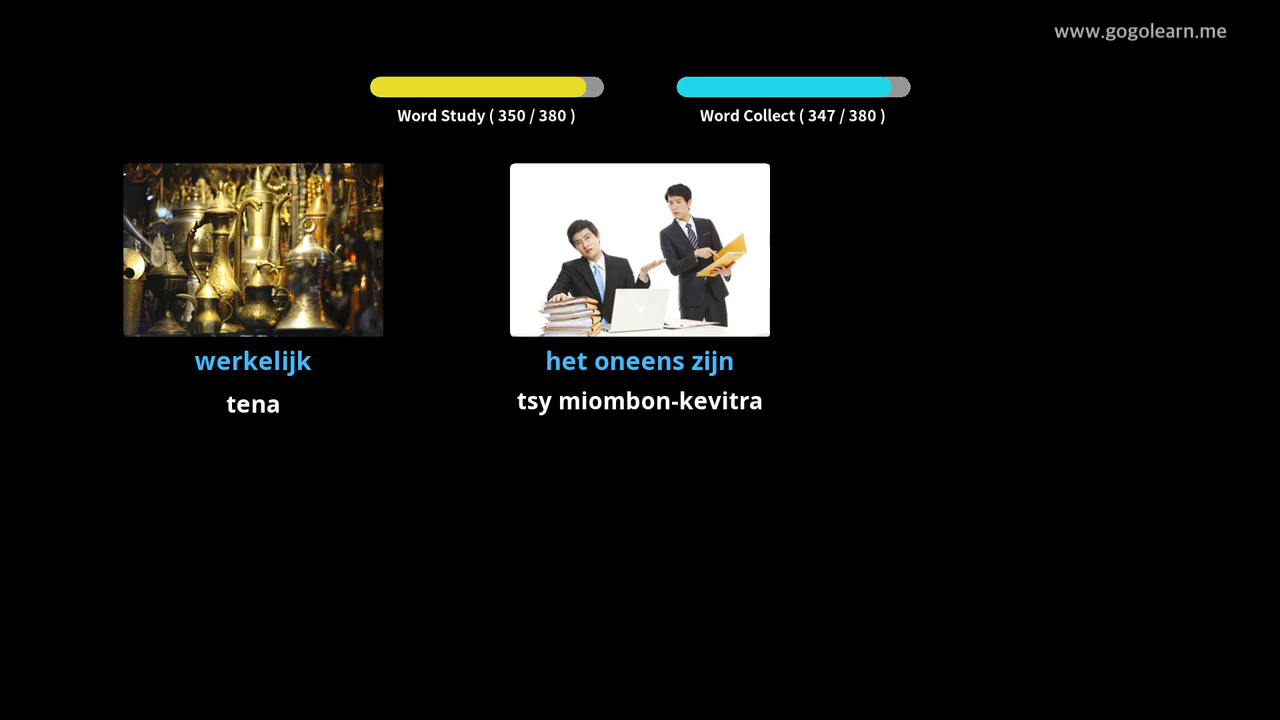 www.gogolearn.me
Word Study ( 350 / 380 )
Word Collect ( 347 / 380 )
werkelijk
tena
het oneens zijn
tsy miombon-kevitra